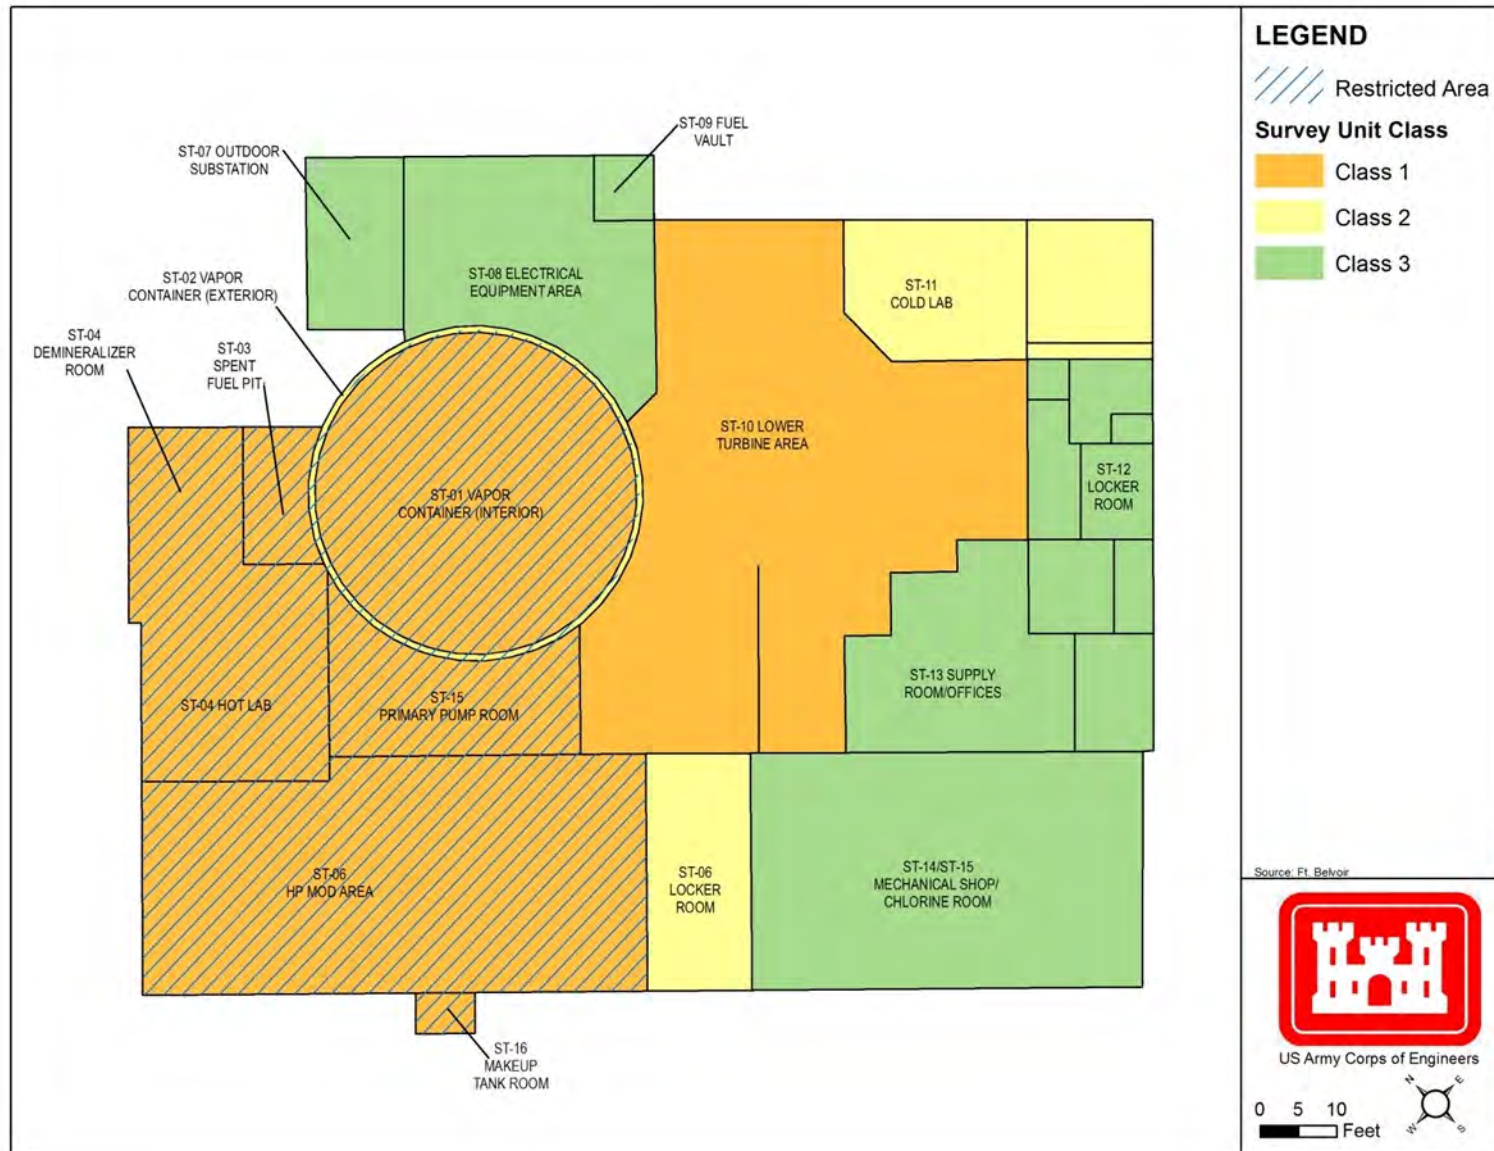 ST-09 FUEL
VAULT
ST-07 OUTDOOR
SUBSTATION
ST-02 VAPOR
CONTAINER (EXTERIOR)
ST-08 ELECTRICAL
EQUIPMENT AREA
ST-11
COLD LAB
ST-04
DEMINERALIZER
ROOM
ST-03
SPENT
FUEL PIT
ST-10 LOWER
TURBINE AREA
ST-12
LOCKER
ROOM
ST-01 VAPOR
CONTAINER (INTERIOR)
ST-04 HOT LAB
ST-15
PRIMARY PUMP ROOM
ST-13 SUPPLY
ROOM/OFFICES
ST-06
HP MOD AREA
ST-06
LOCKER
ROOM
ST-14/ST-15
MECHANICAL SHOP/
CHLORINE ROOM
ST-16
MAKEUP
TANK ROOM
LEGEND
Restricted Area
Survey Unit Class
Class 1
Class 2
Class 3
Source: Ft. Belvoir
US Army Corps of Engineers
N E
W S
0 5 10
Feet